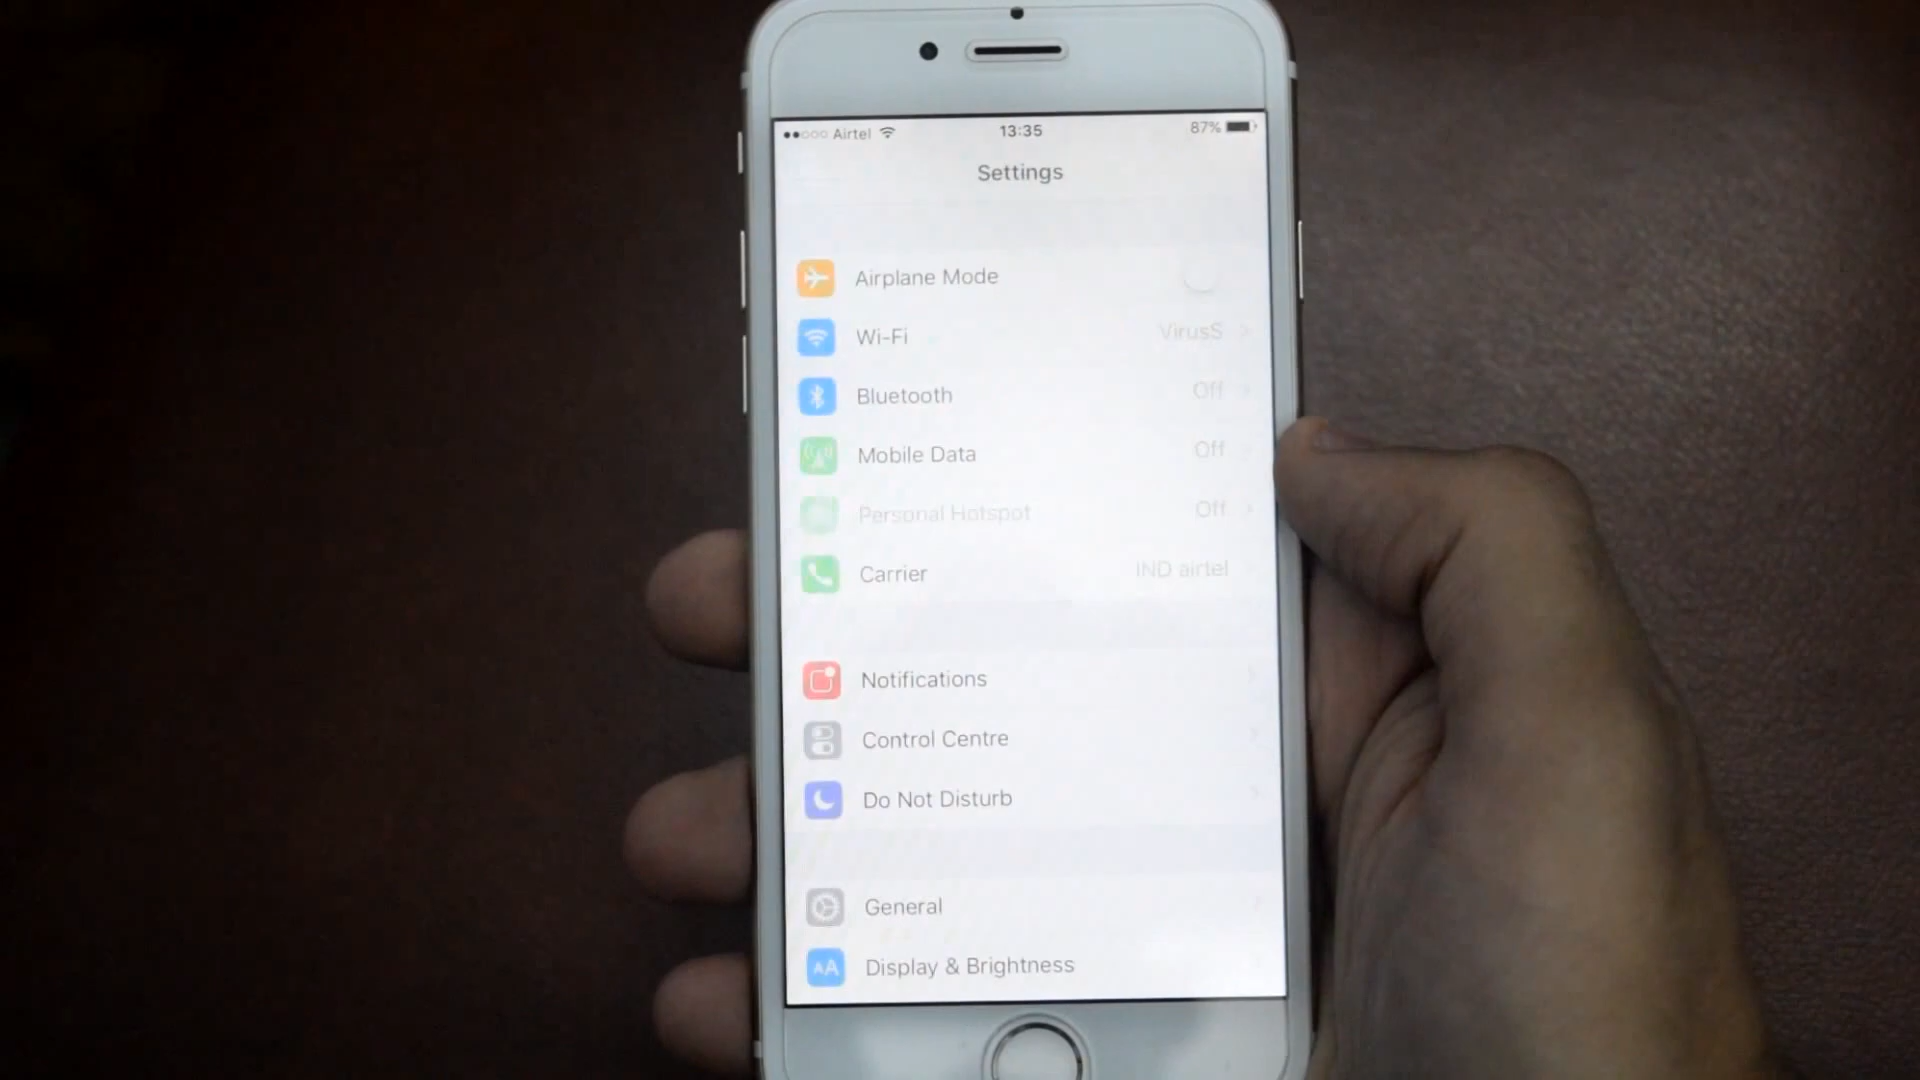 Airtel 13:35 87%
Settings
Airplane Mode
Wi-Fi VirusS
Bluetooth Off
Mobile Data Off
Personal Hotspot Off
Carrier IND airtel
Notifications
Control Centre
Do Not Disturb
General
AA Display & Brightness